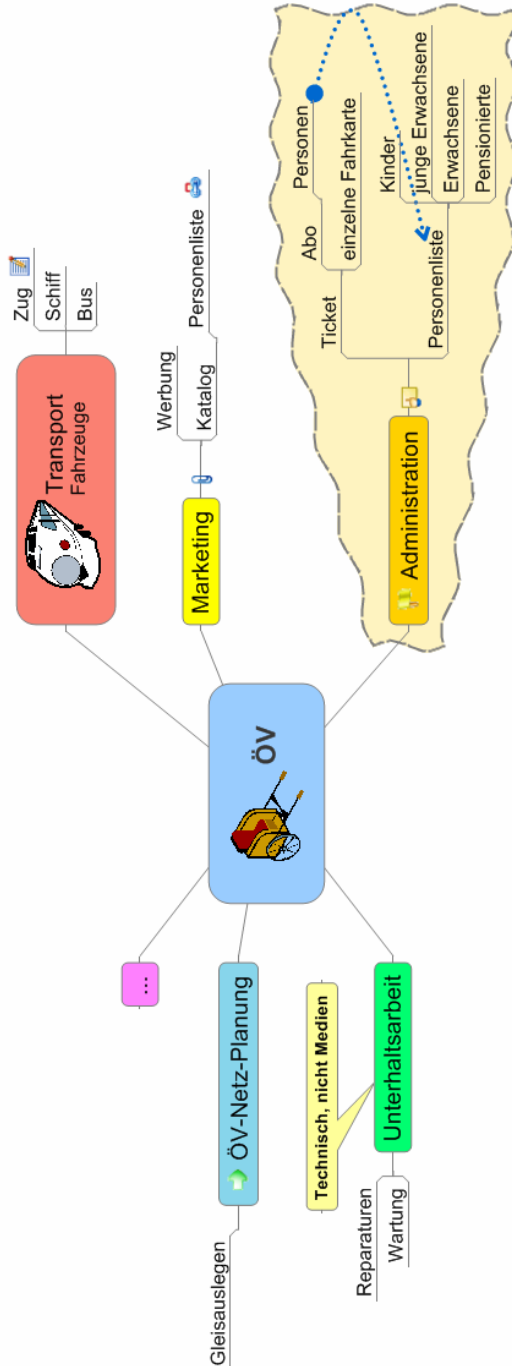 ÖV
Transport
Fahrzeuge
Zug
Schiff
Bus
Marketing
Werbung
Katalog
Personenliste
Administration
Ticket
Abo
Personen
einzelne Fahrkarte
Personenliste
Kinder
junge Erwachsene
Erwachsene
Pensionierte
...
ÖV-Netz-Planung
Gleisauslegen
Technisch, nicht Medien
Unterhaltsarbeit
Reparaturen
Wartung